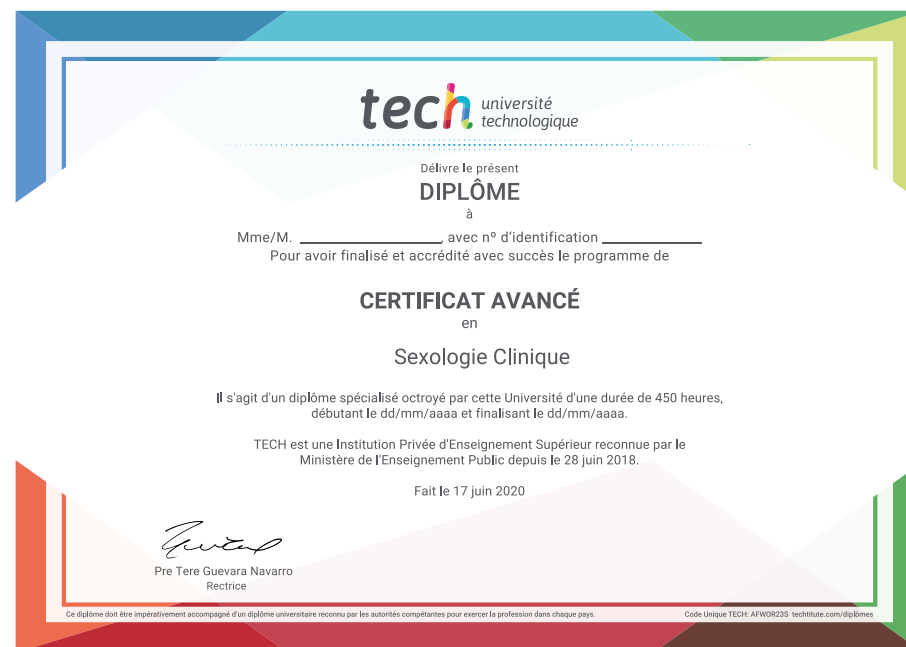 tech université
technologique
Délivre le présent
DIPLÔME
à
Mme/M. ____________________, avec nº d'identification ______________
Pour avoir finalisé et accrédité avec succès le programme de
CERTIFICAT AVANCÉ
en
Sexologie Clinique
Il s'agit d'un diplôme spécialisé octroyé par cette Université d'une durée de 450 heures,
débutant le dd/mm/aaaa et finalisant le dd/mm/aaaa.
TECH est une Institution Privée d'Enseignement Supérieur reconnue par le
Ministère de l'Enseignement Public depuis le 28 juin 2018.
Fait le 17 juin 2020
Pre Tere Guevara Navarro
Rectrice
Ce diplôme doit être impérativement accompagné d'un diplôme universitaire reconnu par les autorités compétentes pour exercer la profession dans chaque pays.
Code Unique TECH: AFWOR23S techtitute.com/diplômes